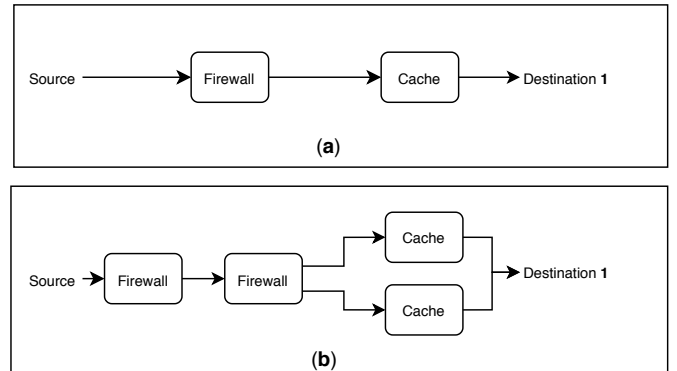 Source
Firewall
Cache
Destination 1
(a)
Source
Firewall
Firewall
Cache
Cache
Destination 1
(b)